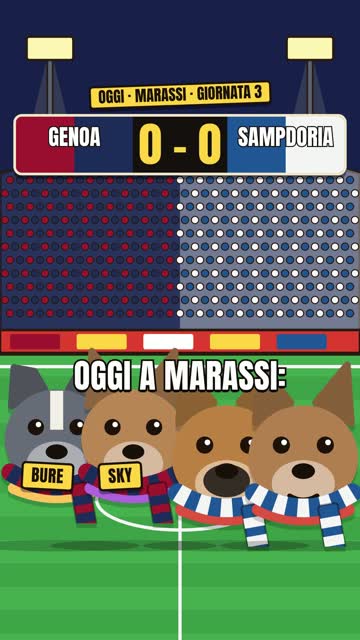 OGGI · MARASSI · GIORNATA 3
GENOA 0 - 0 SAMPDORIA
OGGI A MARASSI:
BURE SKY